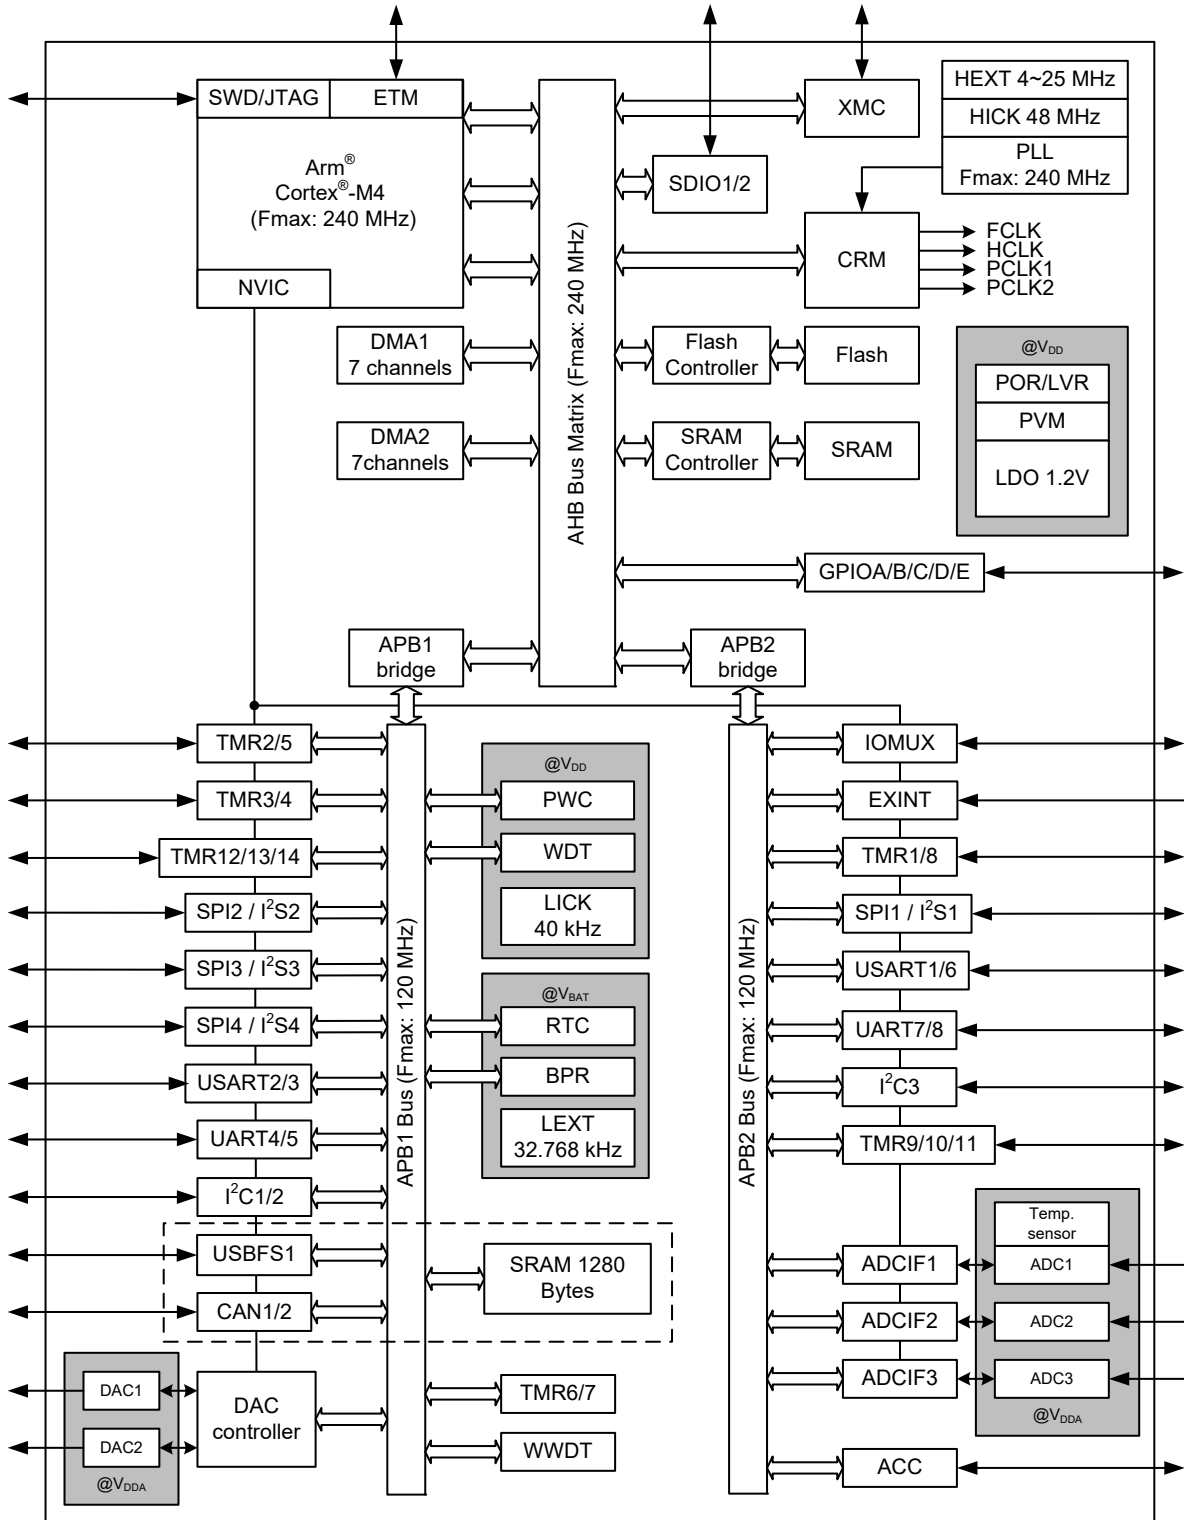 SWD/JTAG
ETM
Arm®
Cortex®-M4
(Fmax: 240 MHz)
NVIC
AHB Bus Matrix (Fmax: 240 MHz)
XMC
SDIO1/2
HEXT 4~25 MHz
HICK 48 MHz
PLL
Fmax: 240 MHz
CRM
FCLK
HCLK
PCLK1
PCLK2
DMA1
7 channels
Flash
Controller
Flash
DMA2
7channels
SRAM
Controller
SRAM
@VDD
POR/LVR
PVM
LDO 1.2V
GPIOA/B/C/D/E
APB1
bridge
APB2
bridge
TMR2/5
TMR3/4
TMR12/13/14
SPI2 / I²S2
SPI3 / I²S3
SPI4 / I²S4
USART2/3
UART4/5
I²C1/2
USBFS1
CAN1/2
DAC1
DAC2
@VDDA
DAC
controller
APB1 Bus (Fmax: 120 MHz)
@VDD
PWC
WDT
LICK
40 kHz
@VBAT
RTC
BPR
LEXT
32.768 kHz
SRAM 1280
Bytes
TMR6/7
WWDT
APB2 Bus (Fmax: 120 MHz)
IOMUX
EXINT
TMR1/8
SPI1 / I²S1
USART1/6
UART7/8
I²C3
TMR9/10/11
ADCIF1
ADCIF2
ADCIF3
Temp.
sensor
ADC1
ADC2
ADC3
@VDDA
ACC